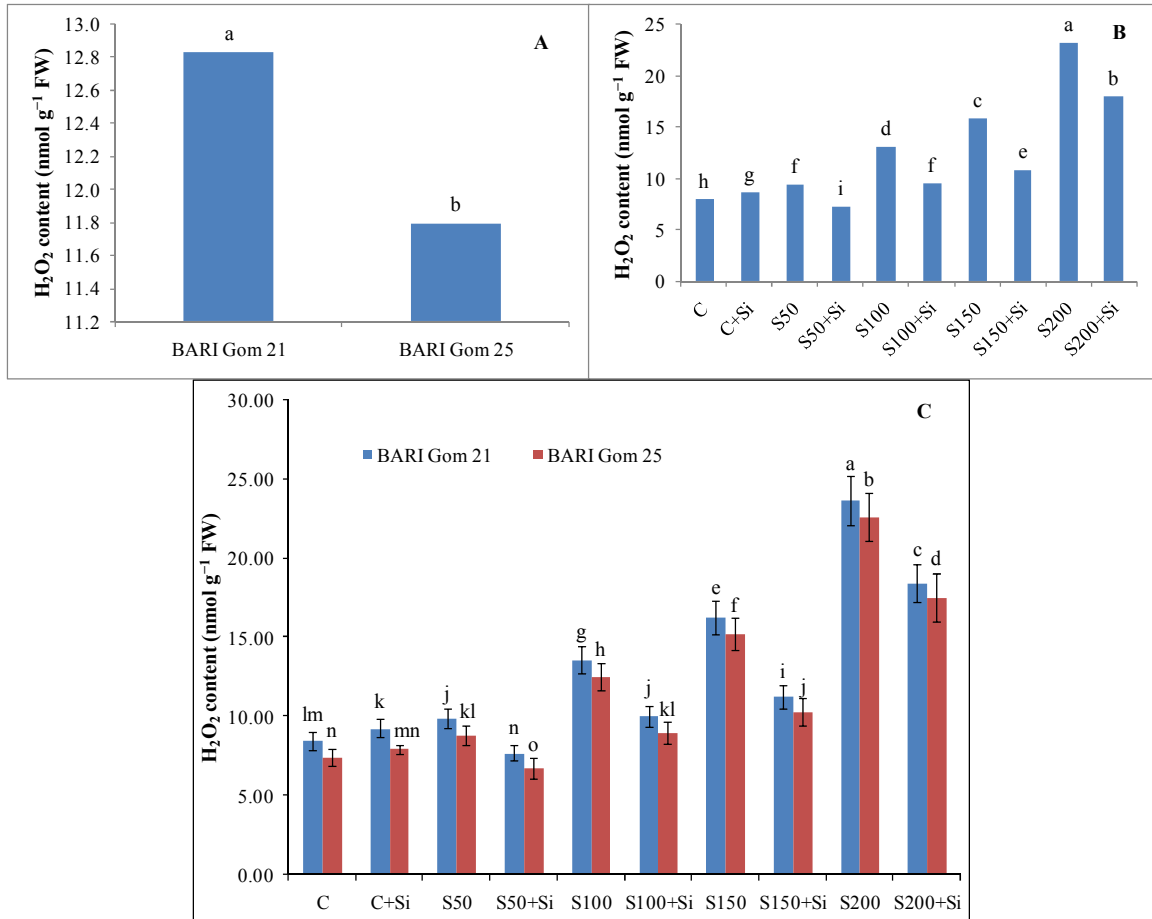 A
H₂O₂ content (nmol g⁻¹ FW)
13.0
12.8
12.6
12.4
12.2
12.0
11.8
11.6
11.4
11.2
a
b
BARI Gom 21
BARI Gom 25
B
H₂O₂ content (nmol g⁻¹ FW)
25
20
15
10
5
0
h
g
f
i
d
f
c
e
a
b
C
C+Si
S50
S50+Si
S100
S100+Si
S150
S150+Si
S200
S200+Si
C
H₂O₂ content (nmol g⁻¹ FW)
30.00
25.00
20.00
15.00
10.00
5.00
0.00
BARI Gom 21
BARI Gom 25
lm
n
k
mn
j
kl
n
o
g
h
j
kl
e
f
i
j
a
b
c
d
C
C+Si
S50
S50+Si
S100
S100+Si
S150
S150+Si
S200
S200+Si